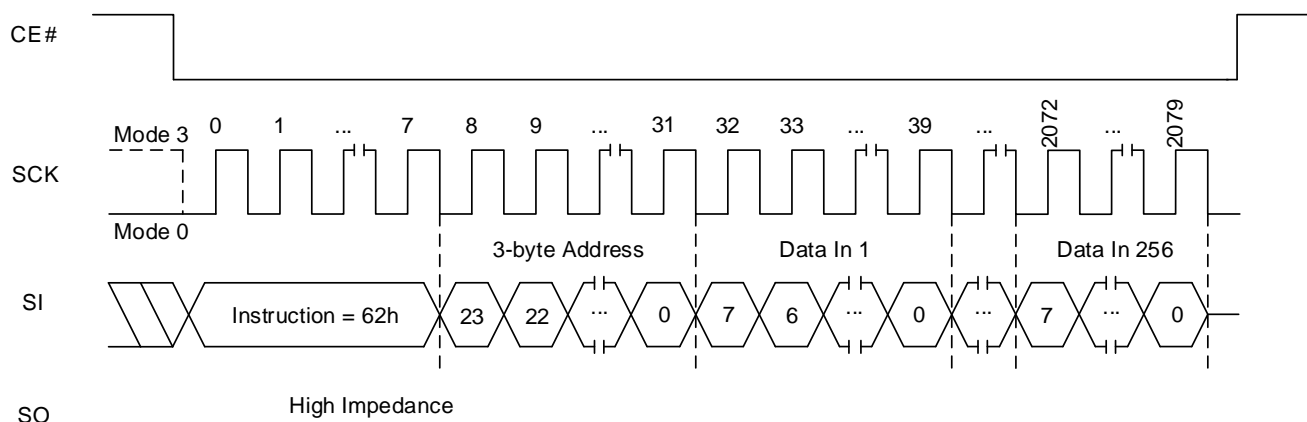 CE#
Mode 3
0 1 ... 7 8 9 ... 31 32 33 ... 39 ... 2072 ... 2079
SCK
Mode 0
3-byte Address Data In 1 Data In 256
SI
Instruction = 62h 23 22 ... 0 7 6 ... 0 ... 7 ... 0
High Impedance
SO